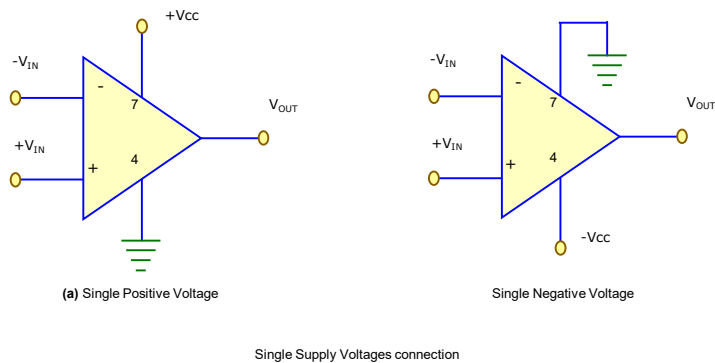 +Vcc
-VIN
-
7
VOUT
+VIN
+
4
(a) Single Positive Voltage
-VIN
-
7
VOUT
+VIN
+
4
-Vcc
Single Negative Voltage
Single Supply Voltages connection